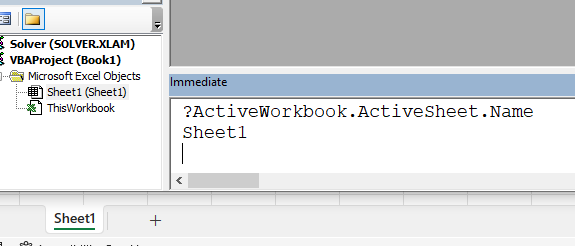 Solver (SOLVER.XLAM)
VBAProject (Book1)
Microsoft Excel Objects
Sheet1 (Sheet1)
ThisWorkbook
Immediate
?ActiveWorkbook.ActiveSheet.Name
Sheet1
Sheet1